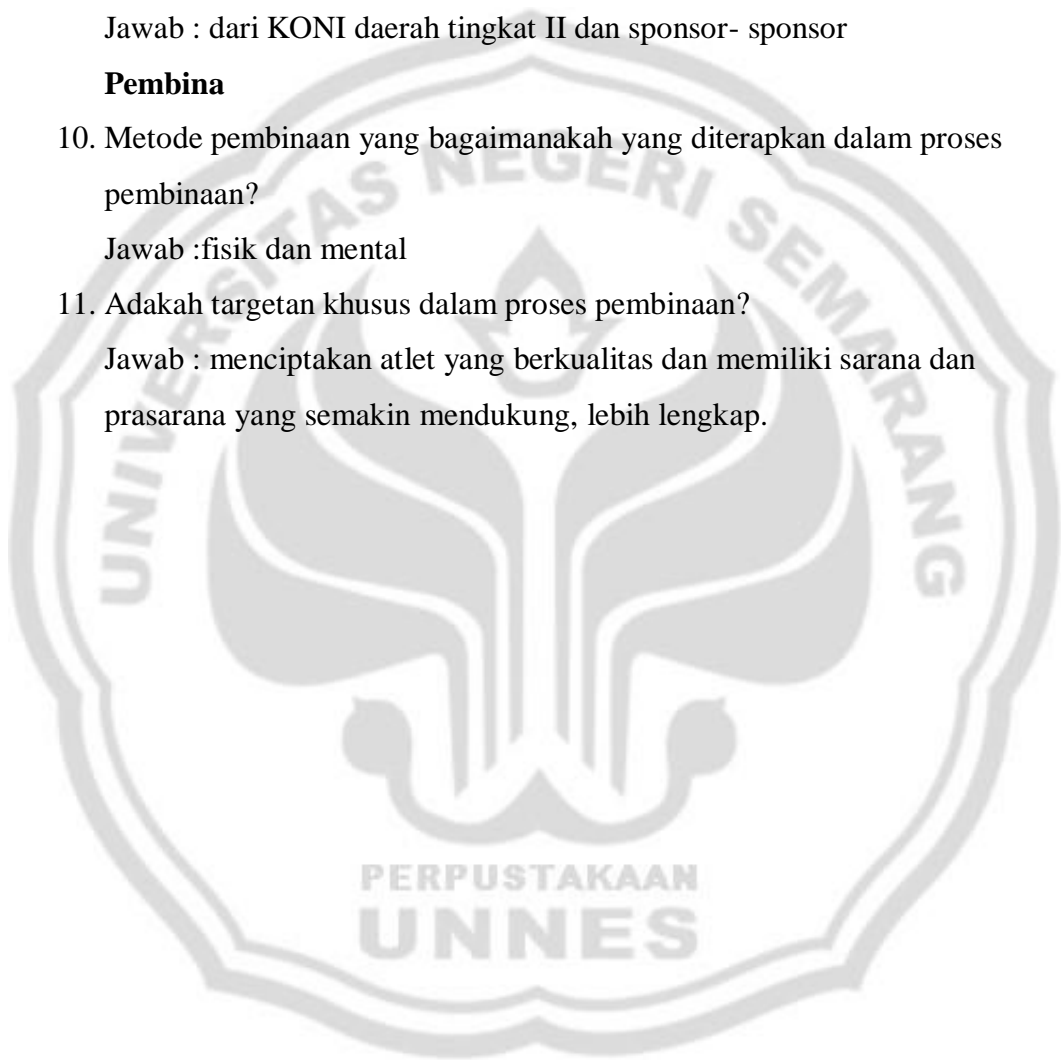 Jawab : dari KONI daerah tingkat II dan sponsor- sponsor
Pembina
10. Metode pembinaan yang bagaimanakah yang diterapkan dalam proses
pembinaan?
Jawab :fisik dan mental
11. Adakah targetan khusus dalam proses pembinaan?
Jawab : menciptakan atlet yang berkualitas dan memiliki sarana dan
prasarana yang semakin mendukung, lebih lengkap.
UNIVERSITAS NEGERI SEMARANG
PERPUSTAKAAN
UNNES